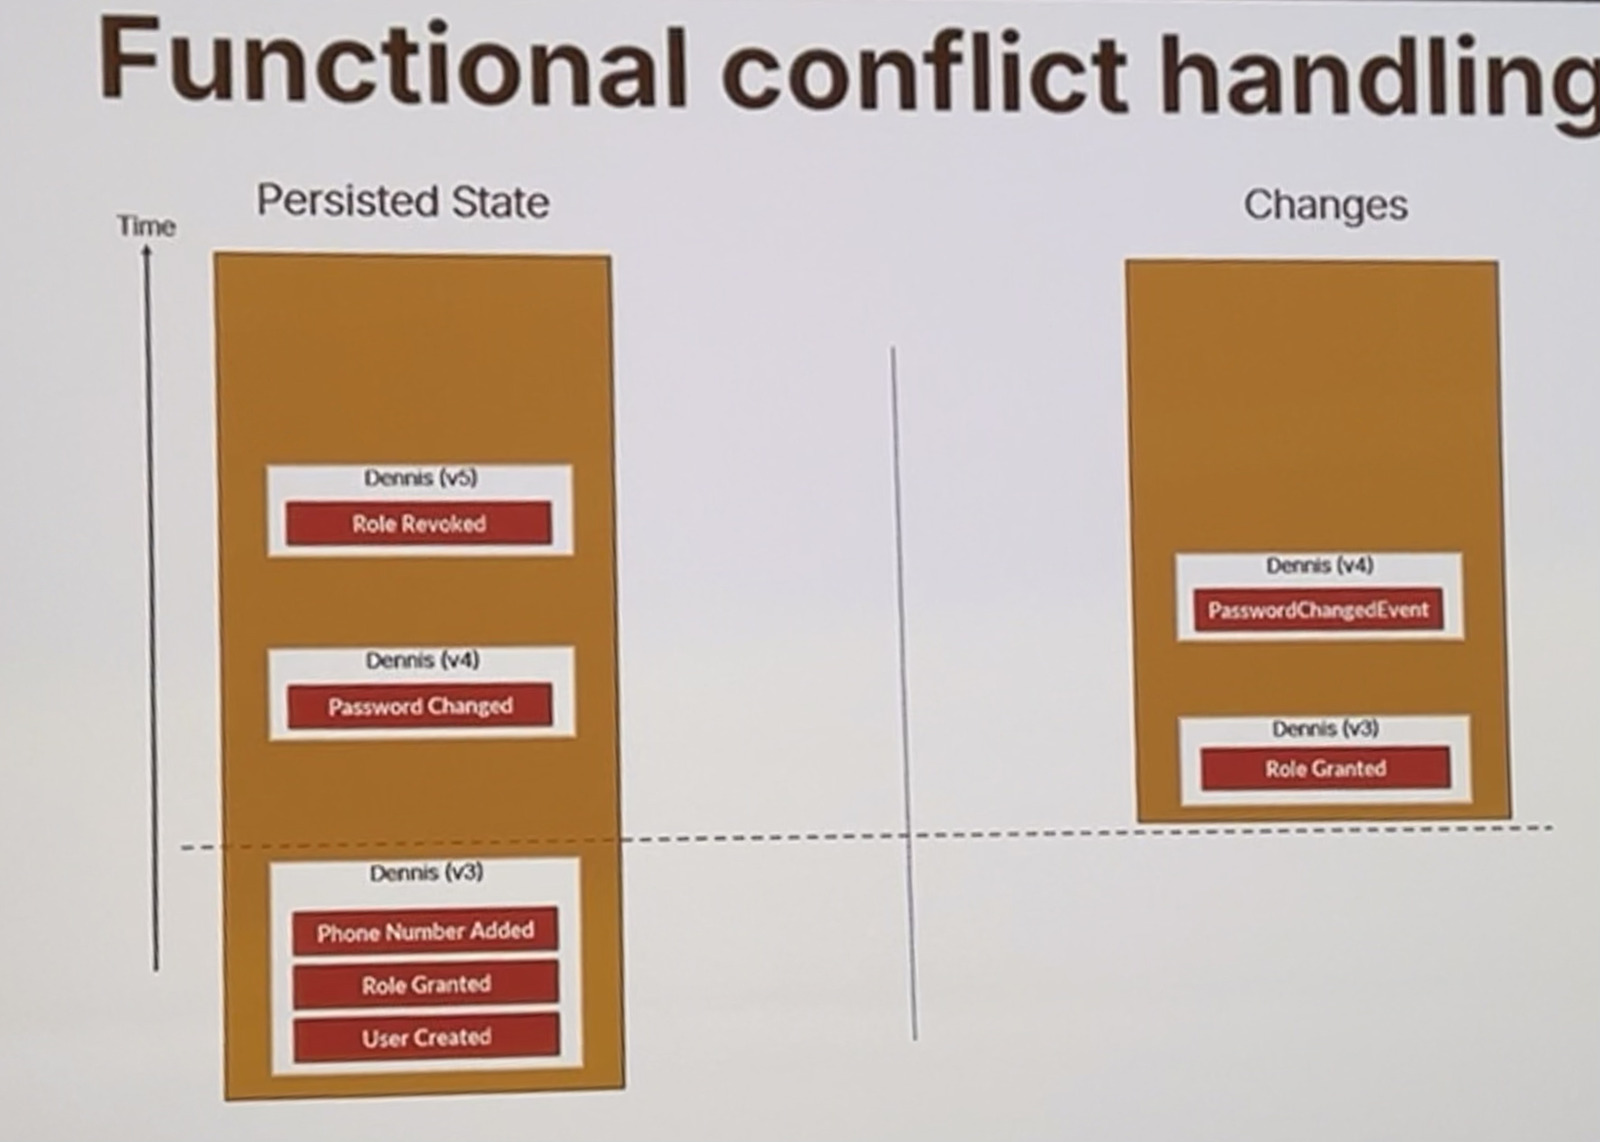 Functional conflict handling
Persisted State
Changes
Time
Dennis (v5)
Role Revoked
Dennis (v4)
Password Changed
Dennis (v3)
Phone Number Added
Role Granted
User Created
Dennis (v4)
PasswordChangedEvent
Dennis (v3)
Role Granted